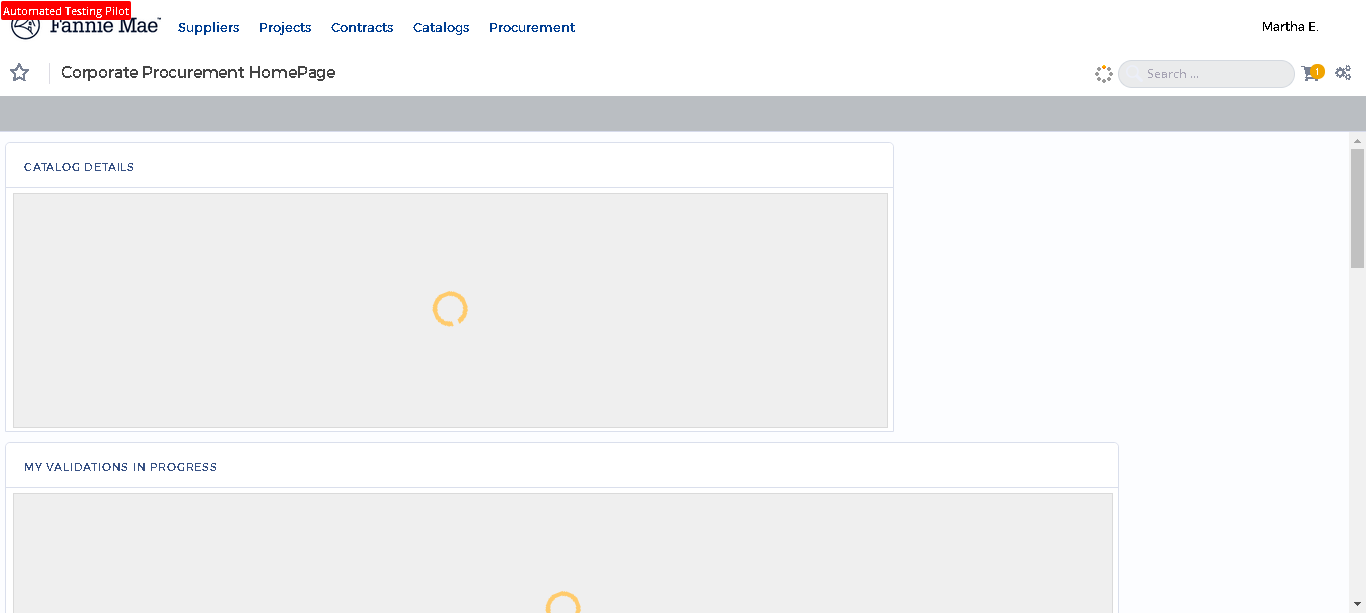 Automated Testing Pilot
Fannie Mae™
Suppliers Projects Contracts Catalogs Procurement
Martha E.
Corporate Procurement HomePage
Search ...
1
CATALOG DETAILS
MY VALIDATIONS IN PROGRESS